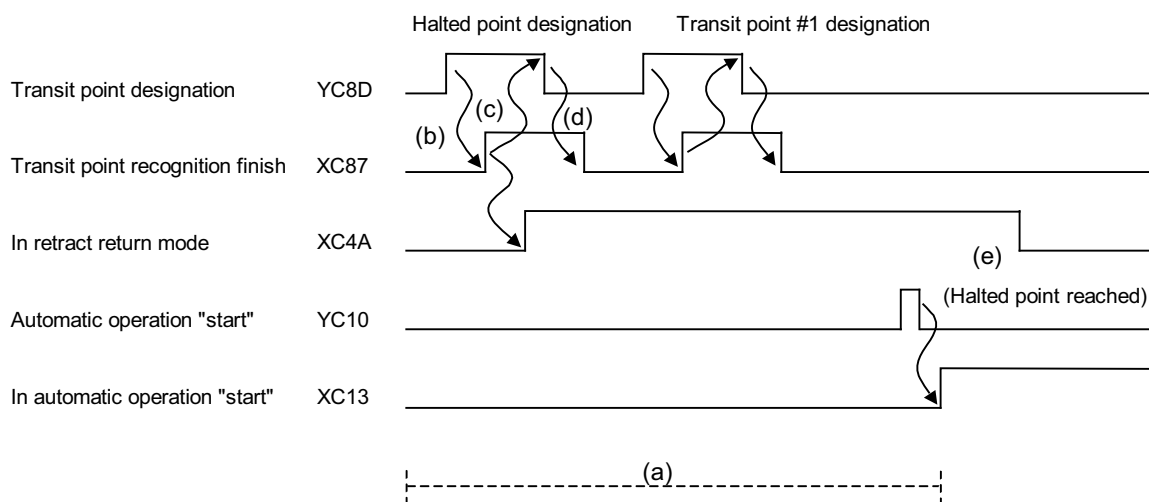 Halted point designation Transit point #1 designation
Transit point designation YC8D
(c)
(b) (d)
Transit point recognition finish XC87
In retract return mode XC4A
(e)
(Halted point reached)
Automatic operation "start" YC10
In automatic operation "start" XC13
(a)